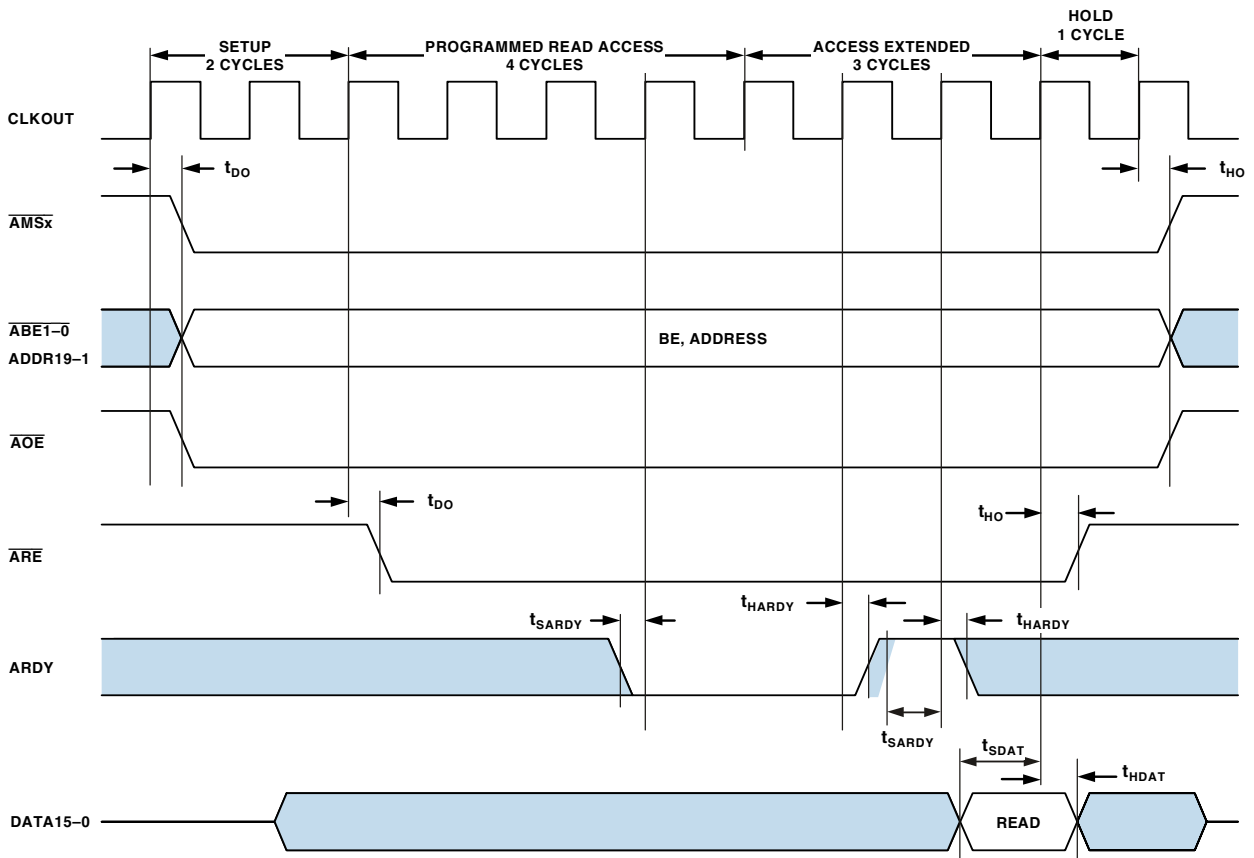 HOLD
1 CYCLE
SETUP
2 CYCLES
PROGRAMMED READ ACCESS
4 CYCLES
ACCESS EXTENDED
3 CYCLES
CLKOUT
tDO
tHO
AMSx
ABE1–0
ADDR19–1
BE, ADDRESS
AOE
tDO
tHO
ARE
tSARDY
tHARDY
tHARDY
ARDY
tSARDY
tSDAT
tHDAT
DATA15–0
READ